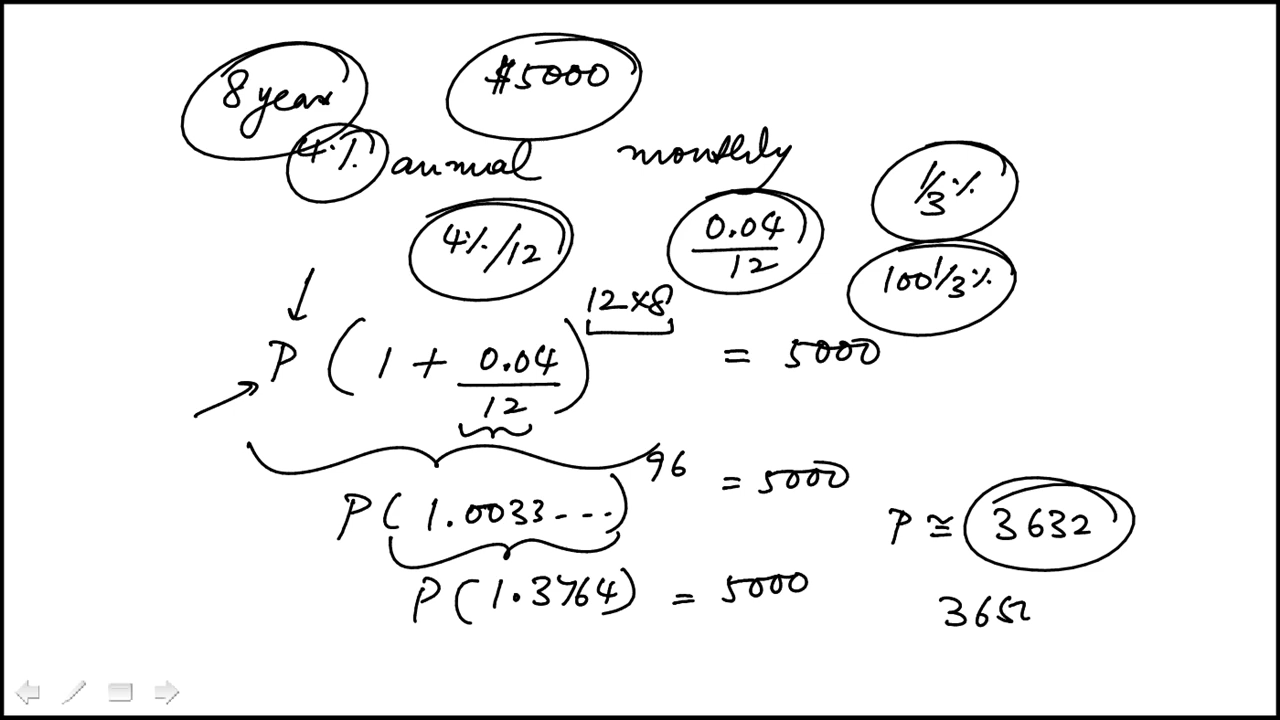 8 years $5000
4% annual monthly
4%/12 0.04/12 1/3%
100 1/3%
P ( 1 + 0.04/12 )^12×8 = 5000
P ( 1.0033... )^96 = 5000
P ≅ 3632
P ( 1.3764 ) = 5000
365